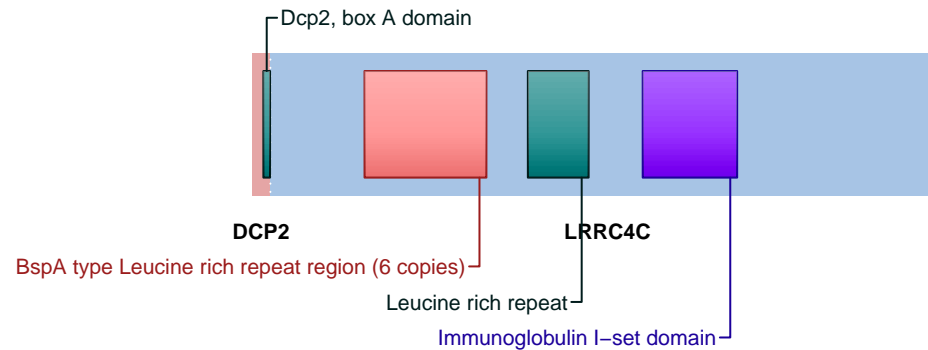 Dcp2, box A domain
DCP2
LRRC4C
BspA type Leucine rich repeat region (6 copies)
Leucine rich repeat
Immunoglobulin I−set domain